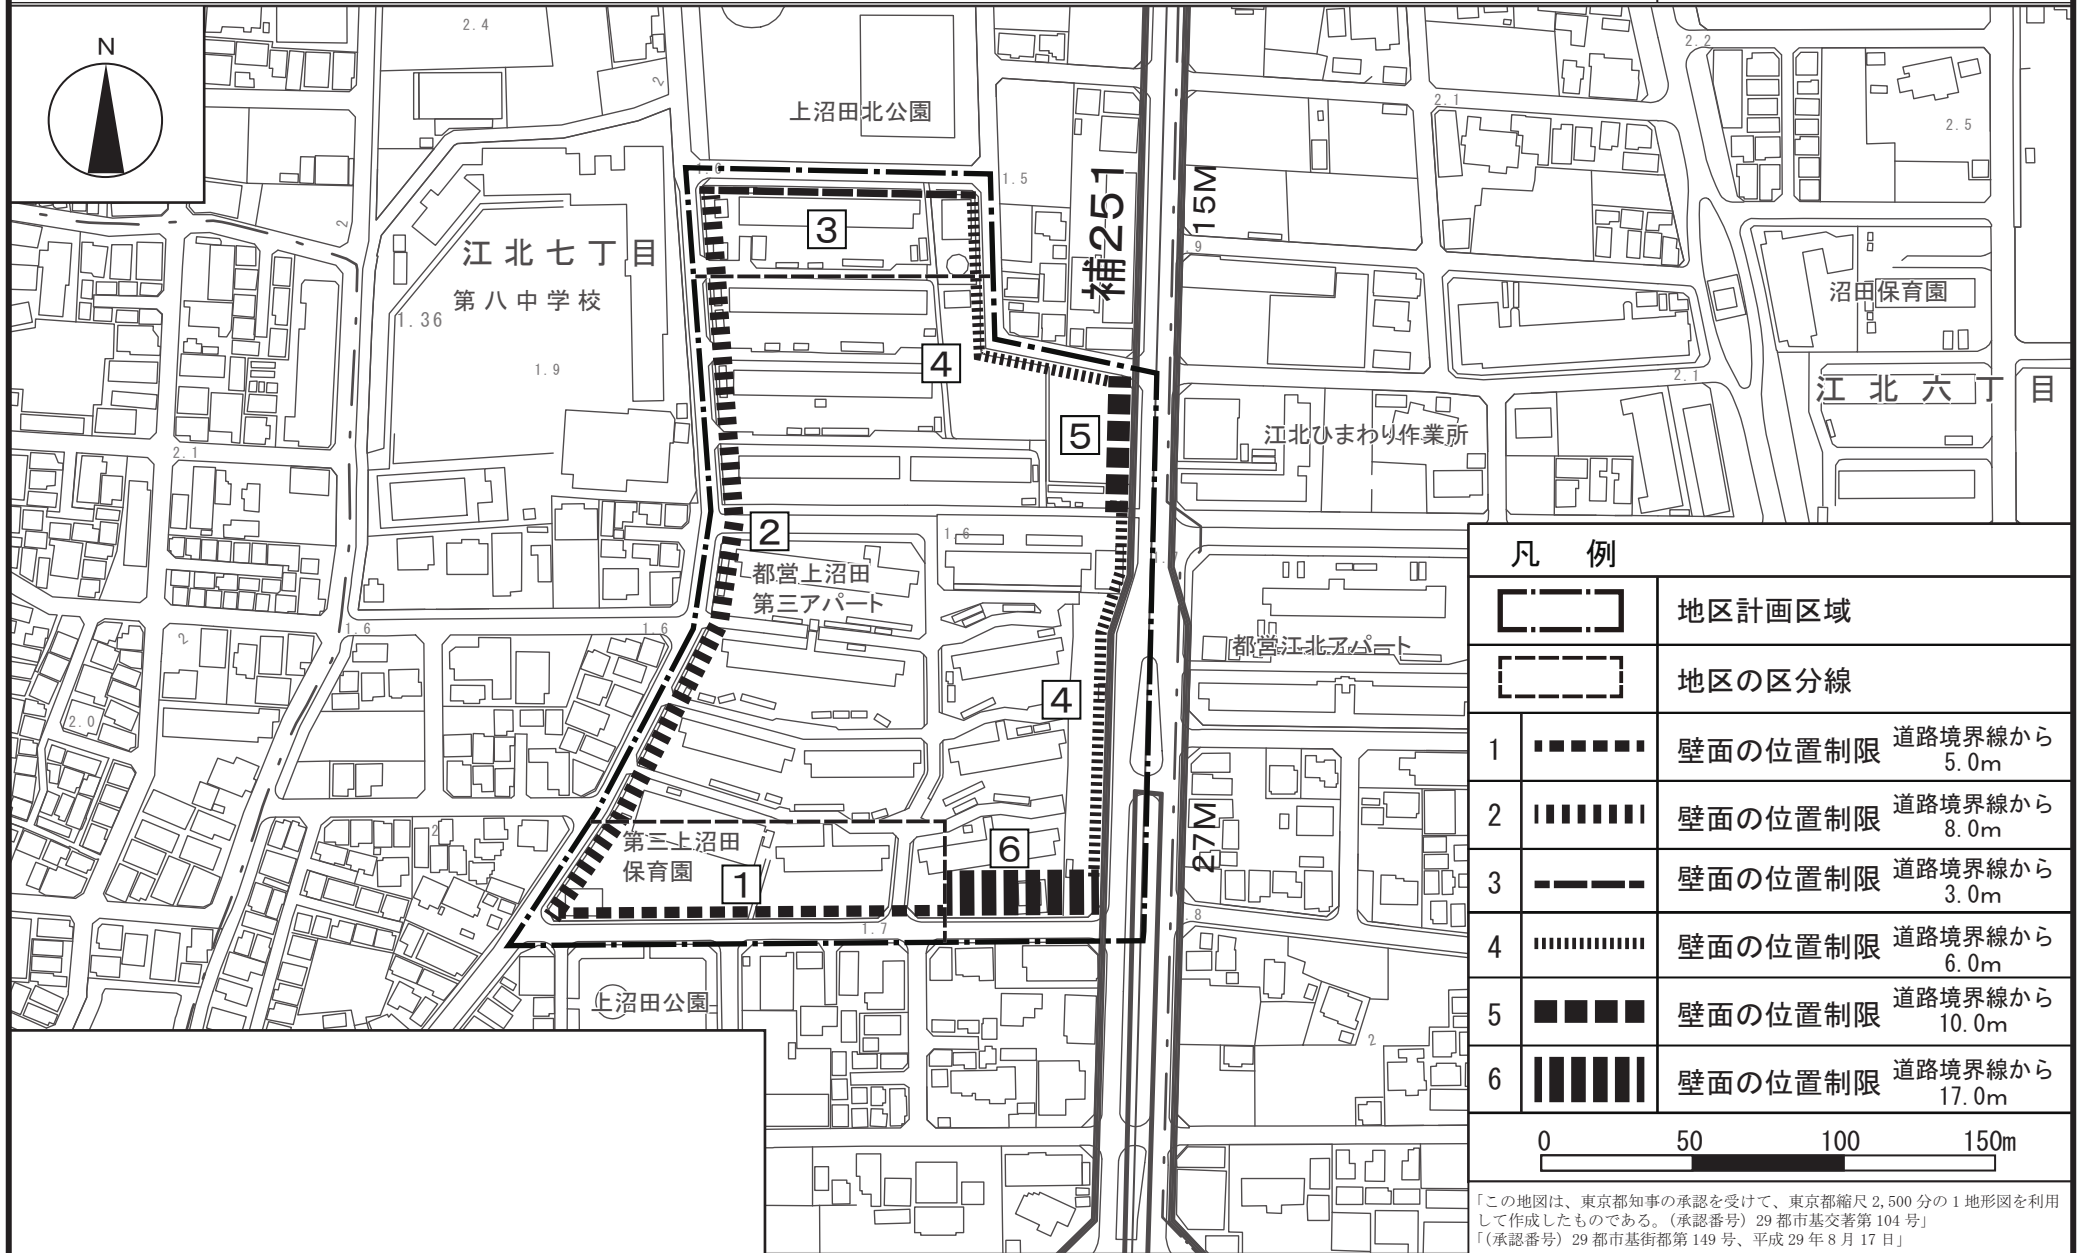 N
2.4
2
上沼田北公園
1.6
1.5
補251
15M
2.2
2.1
2.5
江北七丁目
第八中学校
1.36
1.9
3
4
5
2
沼田保育園
江北六丁目
2.1
江北ひまわり作業所
2.1
2
1.6
都営上沼田
第三アパート
1.6
1.6
都営江北アパート
2
2.0
4
27M
2
第三上沼田
保育園
1
6
1.7
上沼田公園
2
凡 例
地区計画区域
地区の区分線
1 壁面の位置制限 道路境界線から
5.0m
2 壁面の位置制限 道路境界線から
8.0m
3 壁面の位置制限 道路境界線から
3.0m
4 壁面の位置制限 道路境界線から
6.0m
5 壁面の位置制限 道路境界線から
10.0m
6 壁面の位置制限 道路境界線から
17.0m
0 50 100 150m
「この地図は、東京都知事の承認を受けて、東京都縮尺 2,500 分の 1 地形図を利用
して作成したものである。（承認番号）29 都市基交著第 104 号」
「（承認番号）29 都市基街都第 149 号、平成 29 年 8 月 17 日」